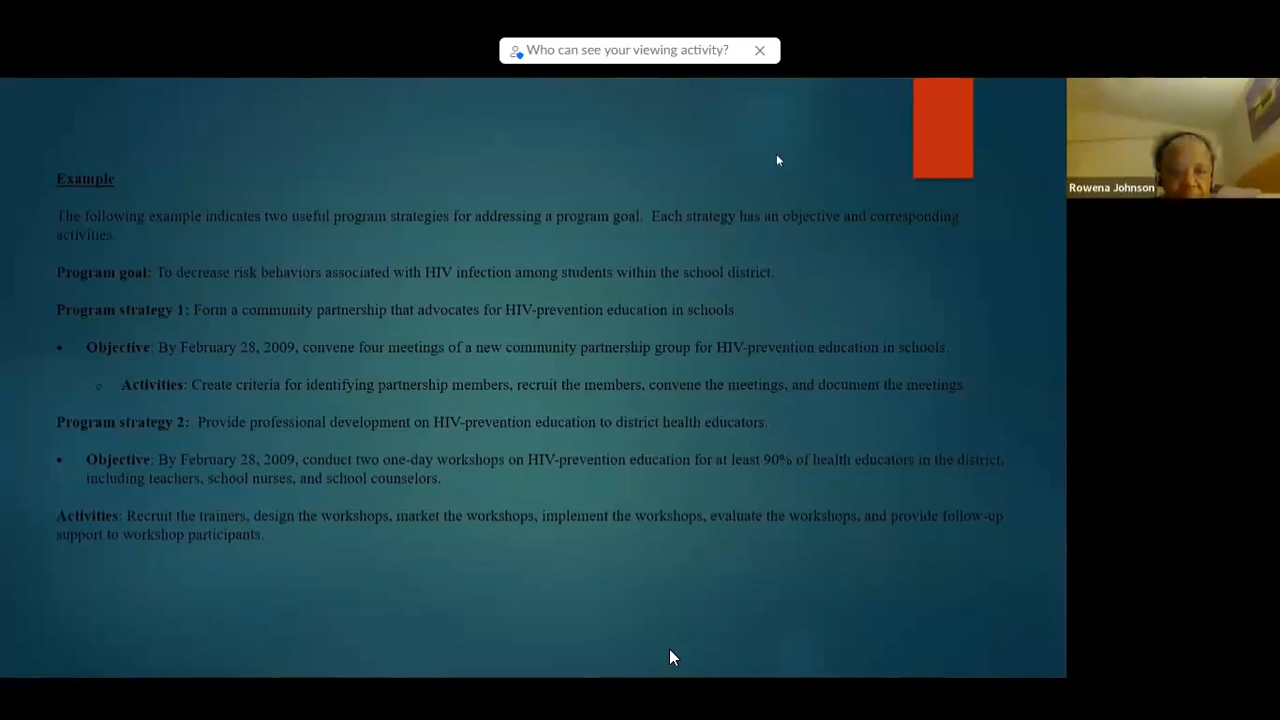 Who can see your viewing activity?
Example
The following example indicates two useful program strategies for addressing a program goal.  Each strategy has an objective and corresponding
activities.
Program goal: To decrease risk behaviors associated with HIV infection among students within the school district.
Program strategy 1: Form a community partnership that advocates for HIV-prevention education in schools.
• Objective: By February 28, 2009, convene four meetings of a new community partnership group for HIV-prevention education in schools.
o Activities: Create criteria for identifying partnership members, recruit the members, convene the meetings, and document the meetings.
Program strategy 2:  Provide professional development on HIV-prevention education to district health educators.
• Objective: By February 28, 2009, conduct two one-day workshops on HIV-prevention education for at least 90% of health educators in the district,
including teachers, school nurses, and school counselors.
Activities: Recruit the trainers, design the workshops, market the workshops, implement the workshops, evaluate the workshops, and provide follow-up
support to workshop participants.
Rowena Johnson